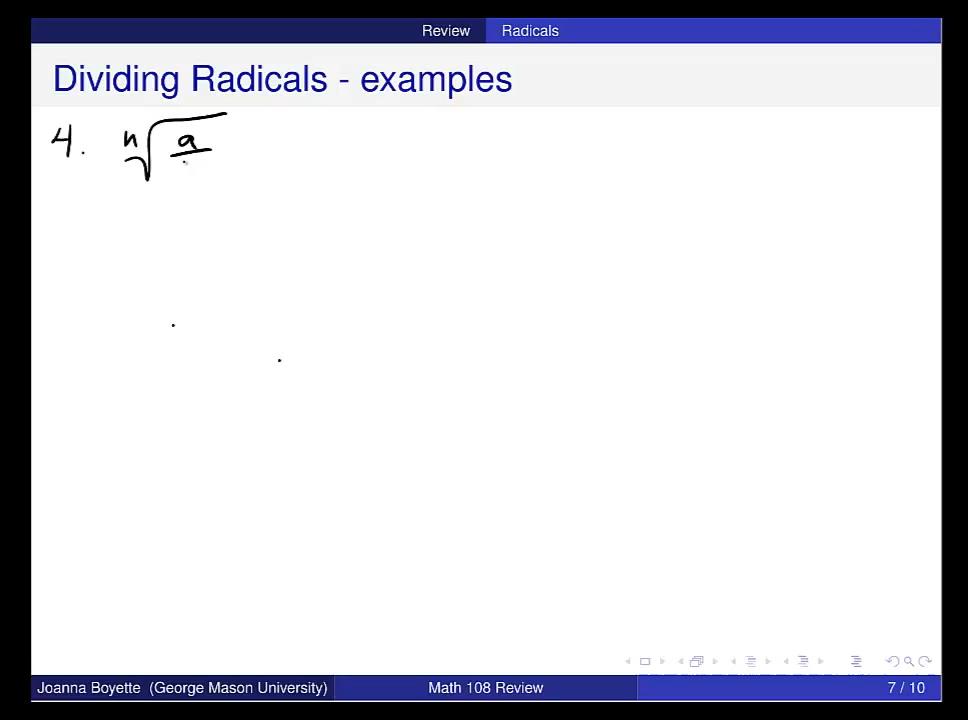 Review Radicals
Dividing Radicals - examples
4. ⁿ√a
Joanna Boyette (George Mason University) Math 108 Review 7 / 10